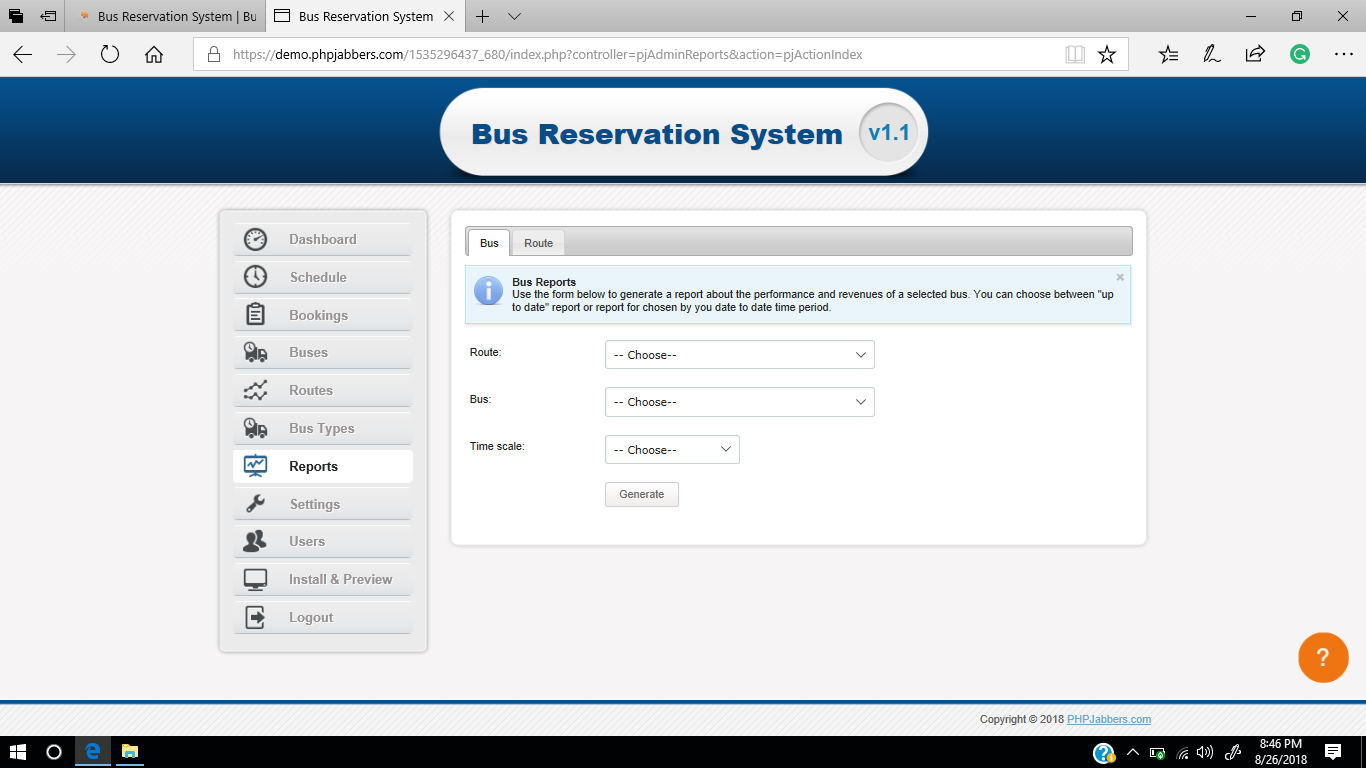 Bus Reservation System | Bu
Bus Reservation System
https://demo.phpjabbers.com/1535296437_680/index.php?controller=pjAdminReports&action=pjActionIndex
G
Bus Reservation System
v1.1
Dashboard
Schedule
Bookings
Buses
Routes
Bus Types
Reports
Settings
Users
Install & Preview
Logout
Bus
Route
Bus Reports
Use the form below to generate a report about the performance and revenues of a selected bus. You can choose between "up
to date" report or report for chosen by you date to date time period.
Route:
-- Choose--
Bus:
-- Choose--
Time scale:
-- Choose--
Generate
?
Copyright © 2018 PHPJabbers.com
8:46 PM
8/26/2018